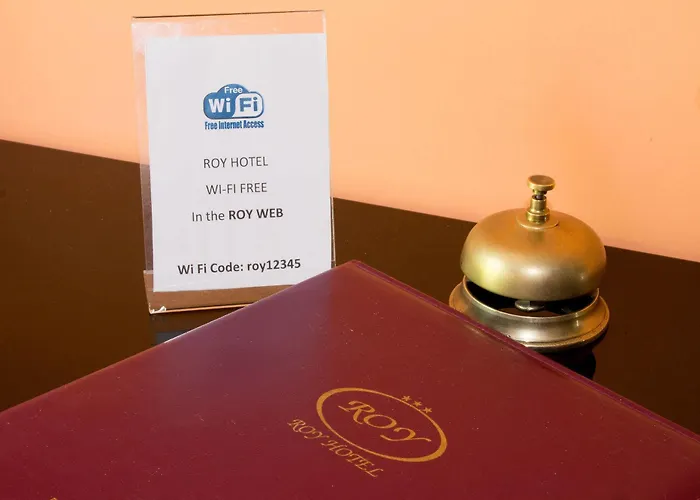 Free
Wi Fi
Free Internet Access
ROY HOTEL
WI-FI FREE
In the ROY WEB
Wi Fi Code: roy12345
ROY
ROY HOTEL